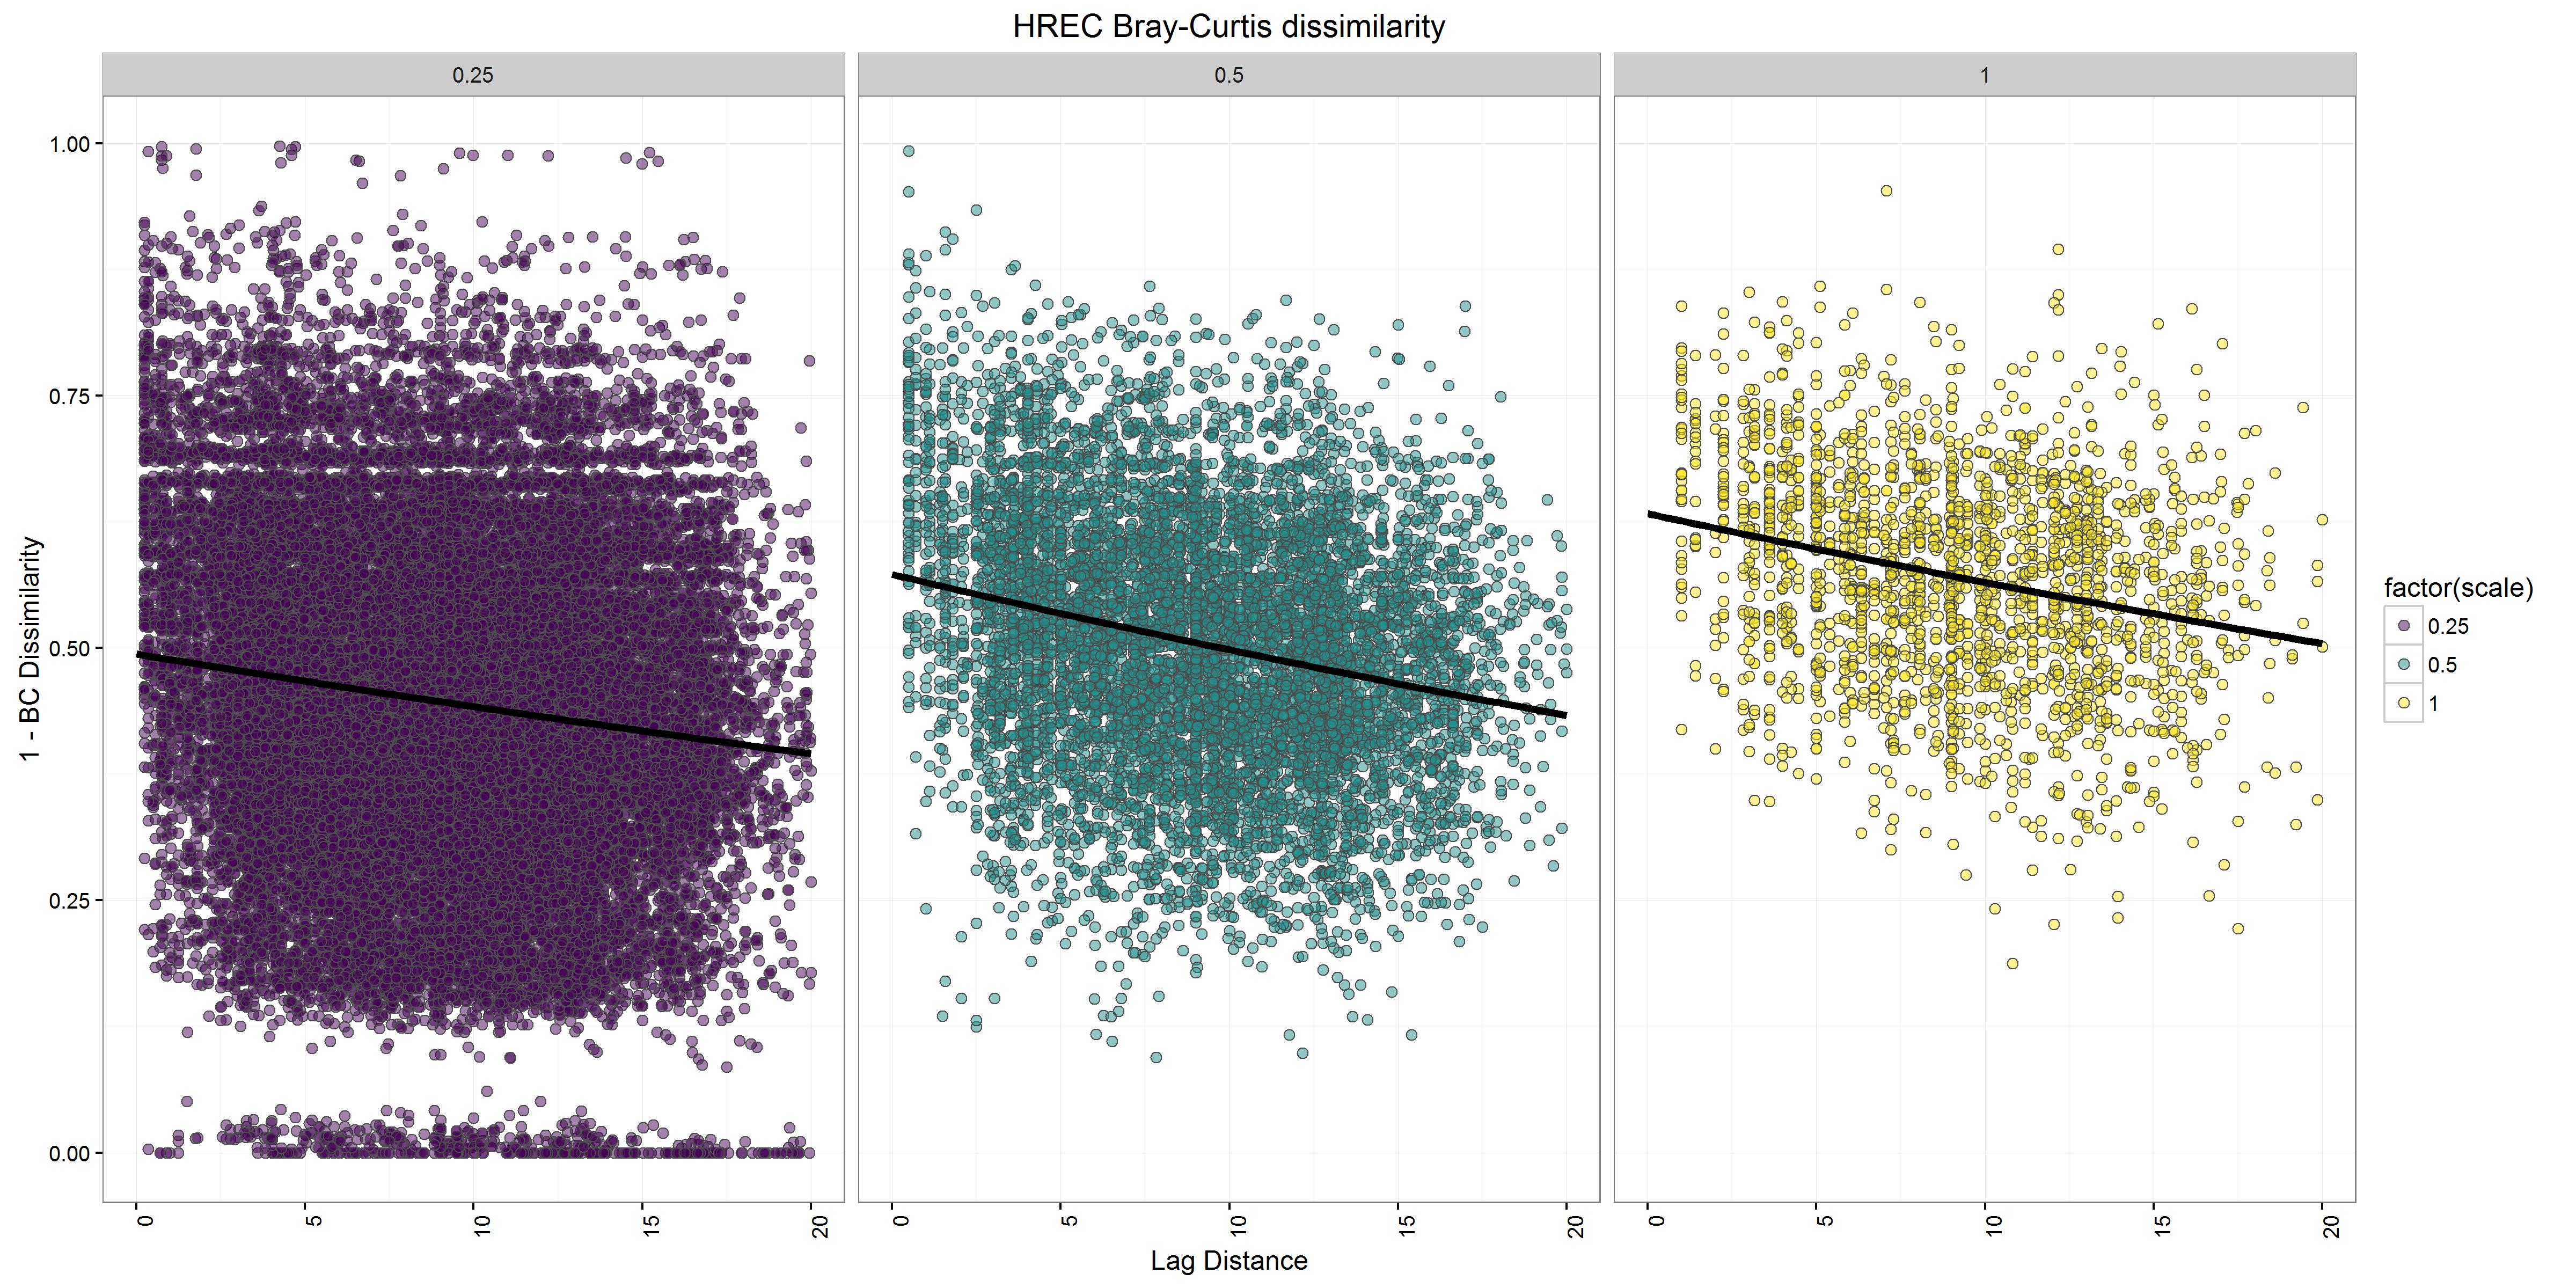 HREC Bray-Curtis dissimilarity
0.25
0.5
1
1.00
0.75
0.50
0.25
0.00
1 - BC Dissimilarity
0 5 10 15 20
0 5 10 15 20
0 5 10 15 20
Lag Distance
factor(scale)
0.25
0.5
1